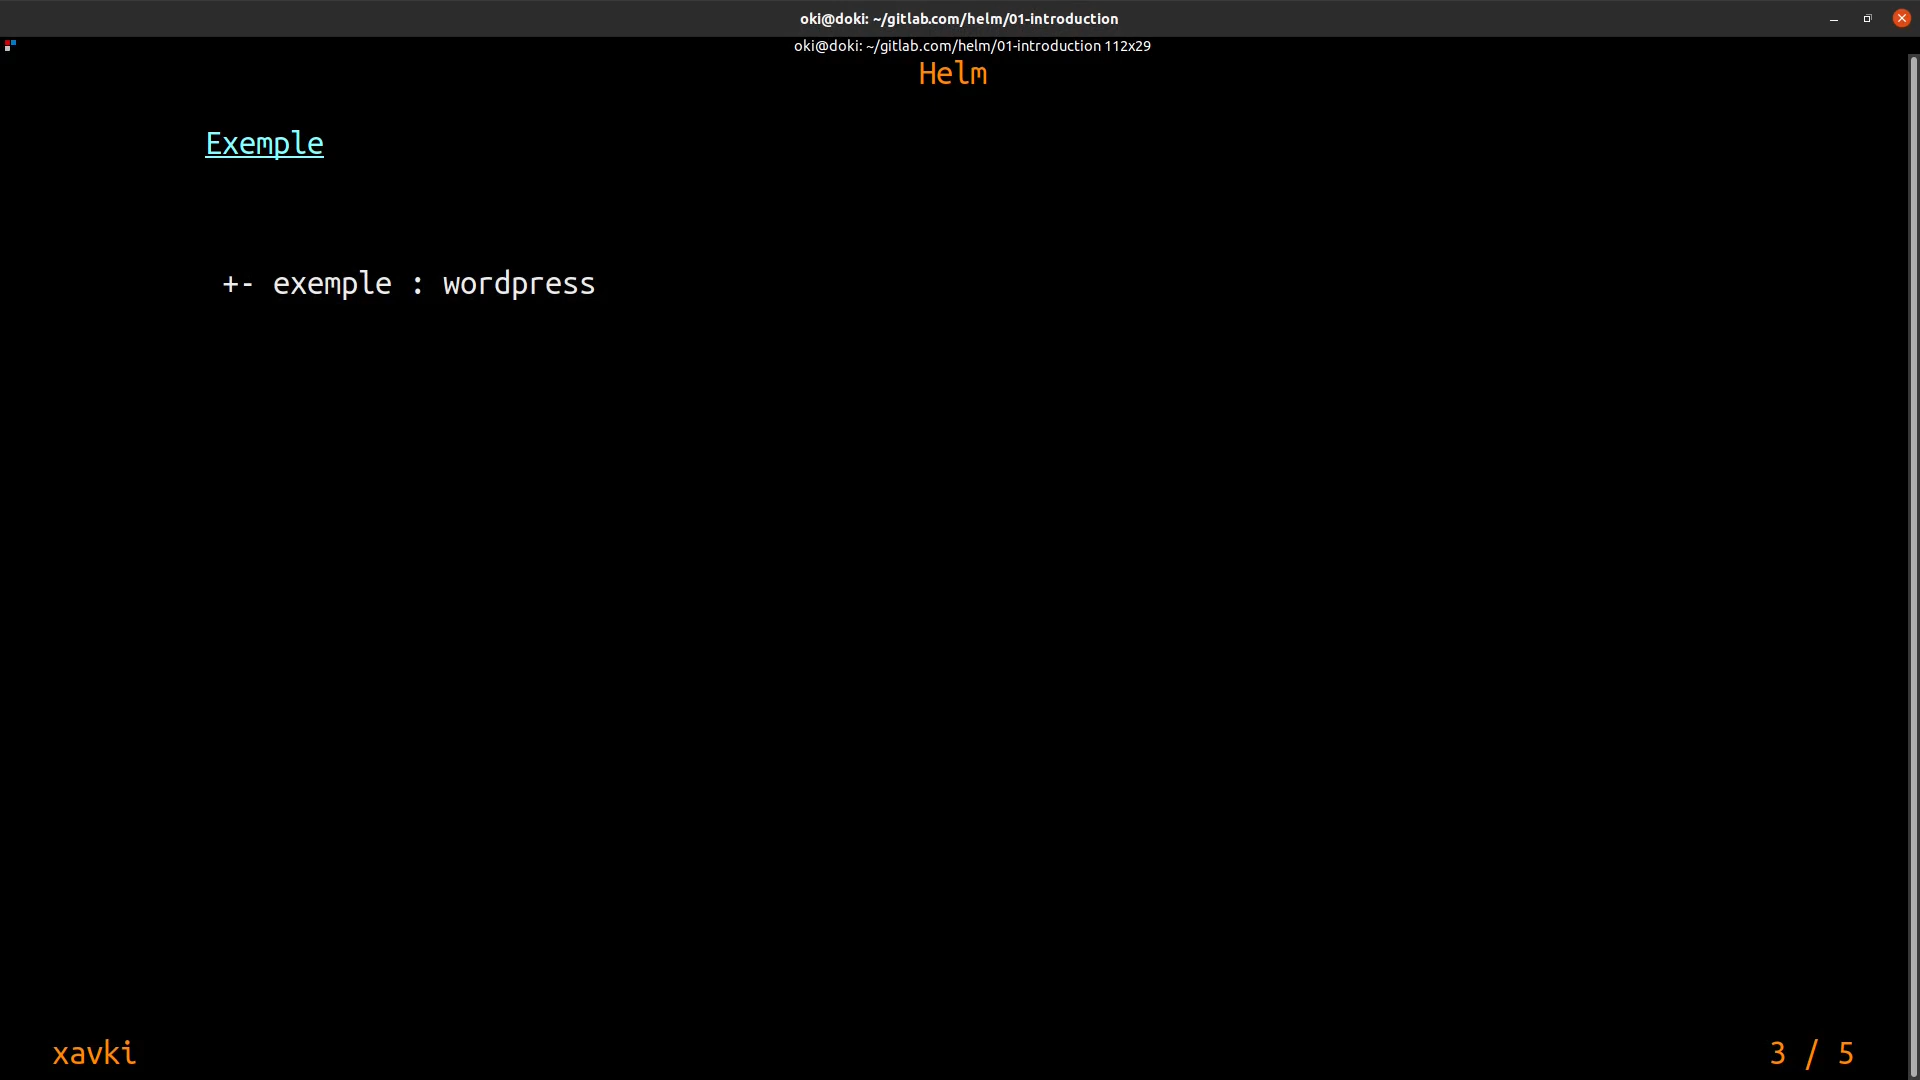 oki@doki: ~/gitlab.com/helm/01-introduction
oki@doki: ~/gitlab.com/helm/01-introduction 112x29
Helm
Exemple
+- exemple : wordpress
xavki
3 / 5